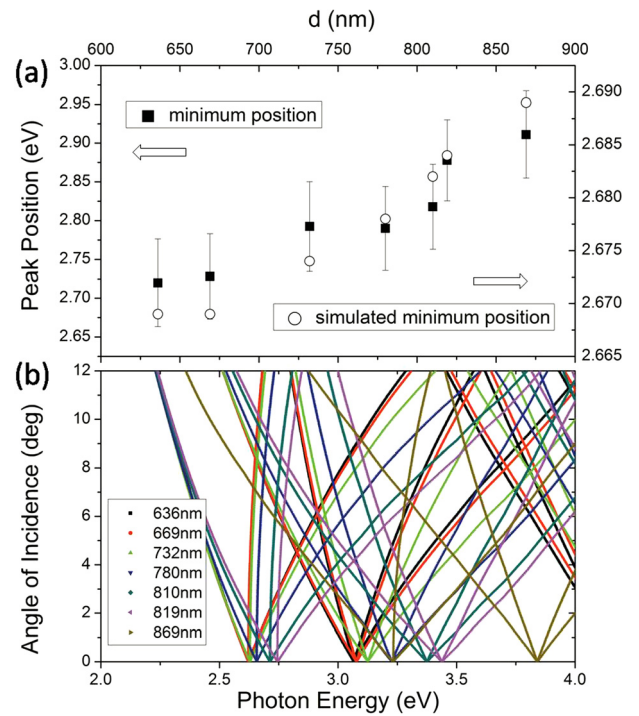 d (nm)
600 650 700 750 800 850 900
(a)
3.00
2.95
2.90
2.85
2.80
2.75
2.70
2.65
Peak Position (eV)
minimum position
simulated minimum position
2.690
2.685
2.680
2.675
2.670
2.665
(b)
12
10
8
6
4
2
0
Angle of Incidence (deg)
636nm
669nm
732nm
780nm
810nm
819nm
869nm
2.0 2.5 3.0 3.5 4.0
Photon Energy (eV)